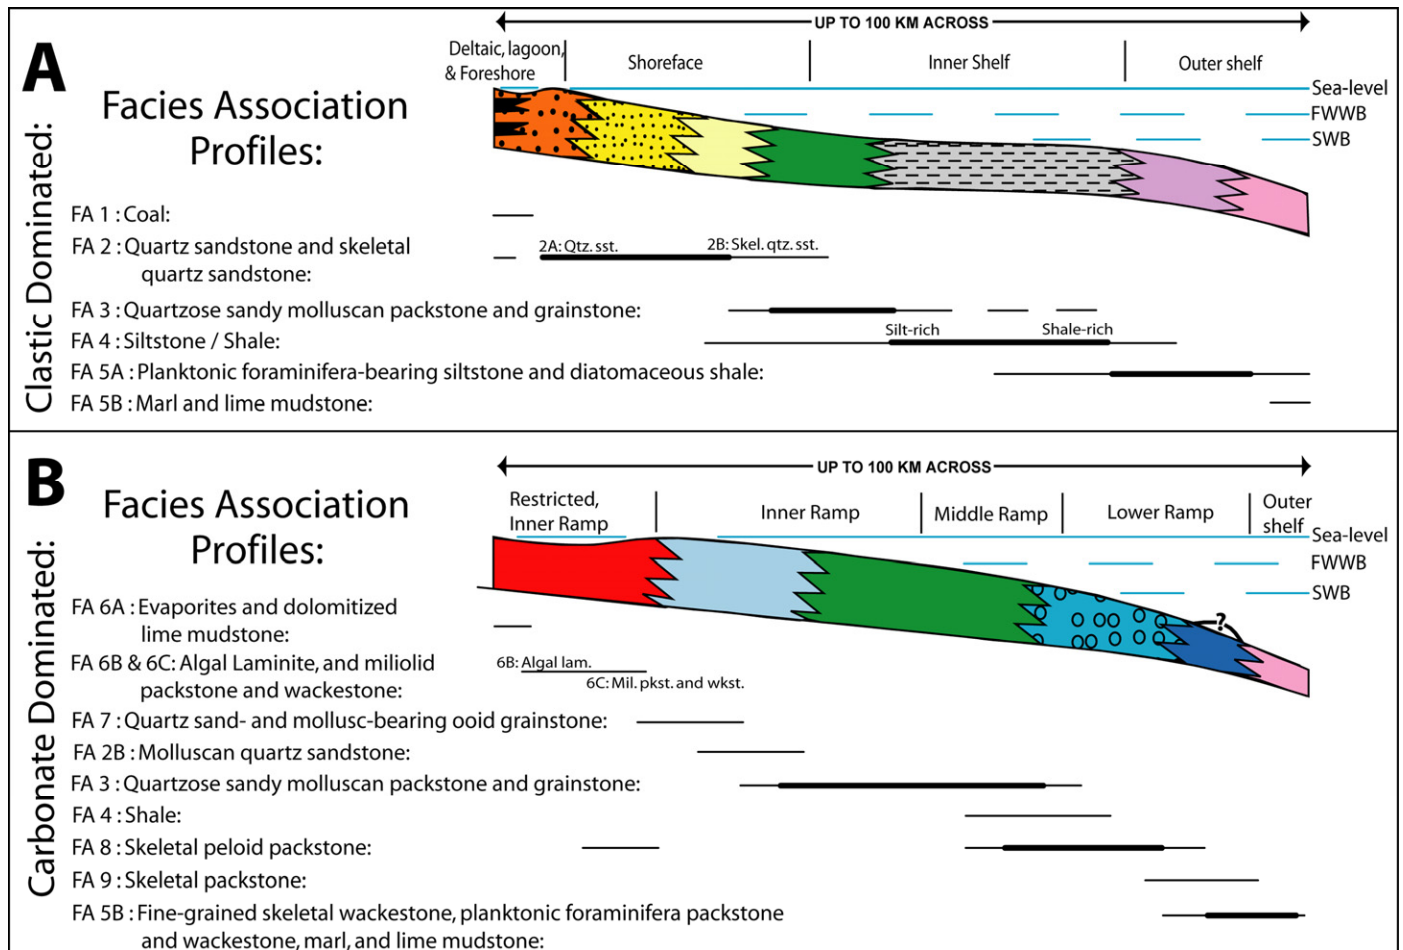 A
Clastic Dominated:
UP TO 100 KM ACROSS
Deltaic, lagoon,
& Foreshore
Shoreface
Inner Shelf
Outer shelf
Sea-level
FWWB
SWB
Facies Association
Profiles:
FA 1 : Coal:
FA 2 : Quartz sandstone and skeletal
quartz sandstone:
2A: Qtz. sst.
2B: Skel. qtz. sst.
FA 3 : Quartzose sandy molluscan packstone and grainstone:
FA 4 : Siltstone / Shale:
Silt-rich
Shale-rich
FA 5A : Planktonic foraminifera-bearing siltstone and diatomaceous shale:
FA 5B : Marl and lime mudstone:
B
Carbonate Dominated:
UP TO 100 KM ACROSS
Restricted,
Inner Ramp
Inner Ramp
Middle Ramp
Lower Ramp
Outer
shelf
Sea-level
FWWB
SWB
?
Facies Association
Profiles:
FA 6A : Evaporites and dolomitized
lime mudstone:
FA 6B & 6C: Algal Laminite, and miliolid
packstone and wackestone:
6B: Algal lam.
6C: Mil. pkst. and wkst.
FA 7 : Quartz sand- and mollusc-bearing ooid grainstone:
FA 2B : Molluscan quartz sandstone:
FA 3 : Quartzose sandy molluscan packstone and grainstone:
FA 4 : Shale:
FA 8 : Skeletal peloid packstone:
FA 9 : Skeletal packstone:
FA 5B : Fine-grained skeletal wackestone, planktonic foraminifera packstone
and wackestone, marl, and lime mudstone: